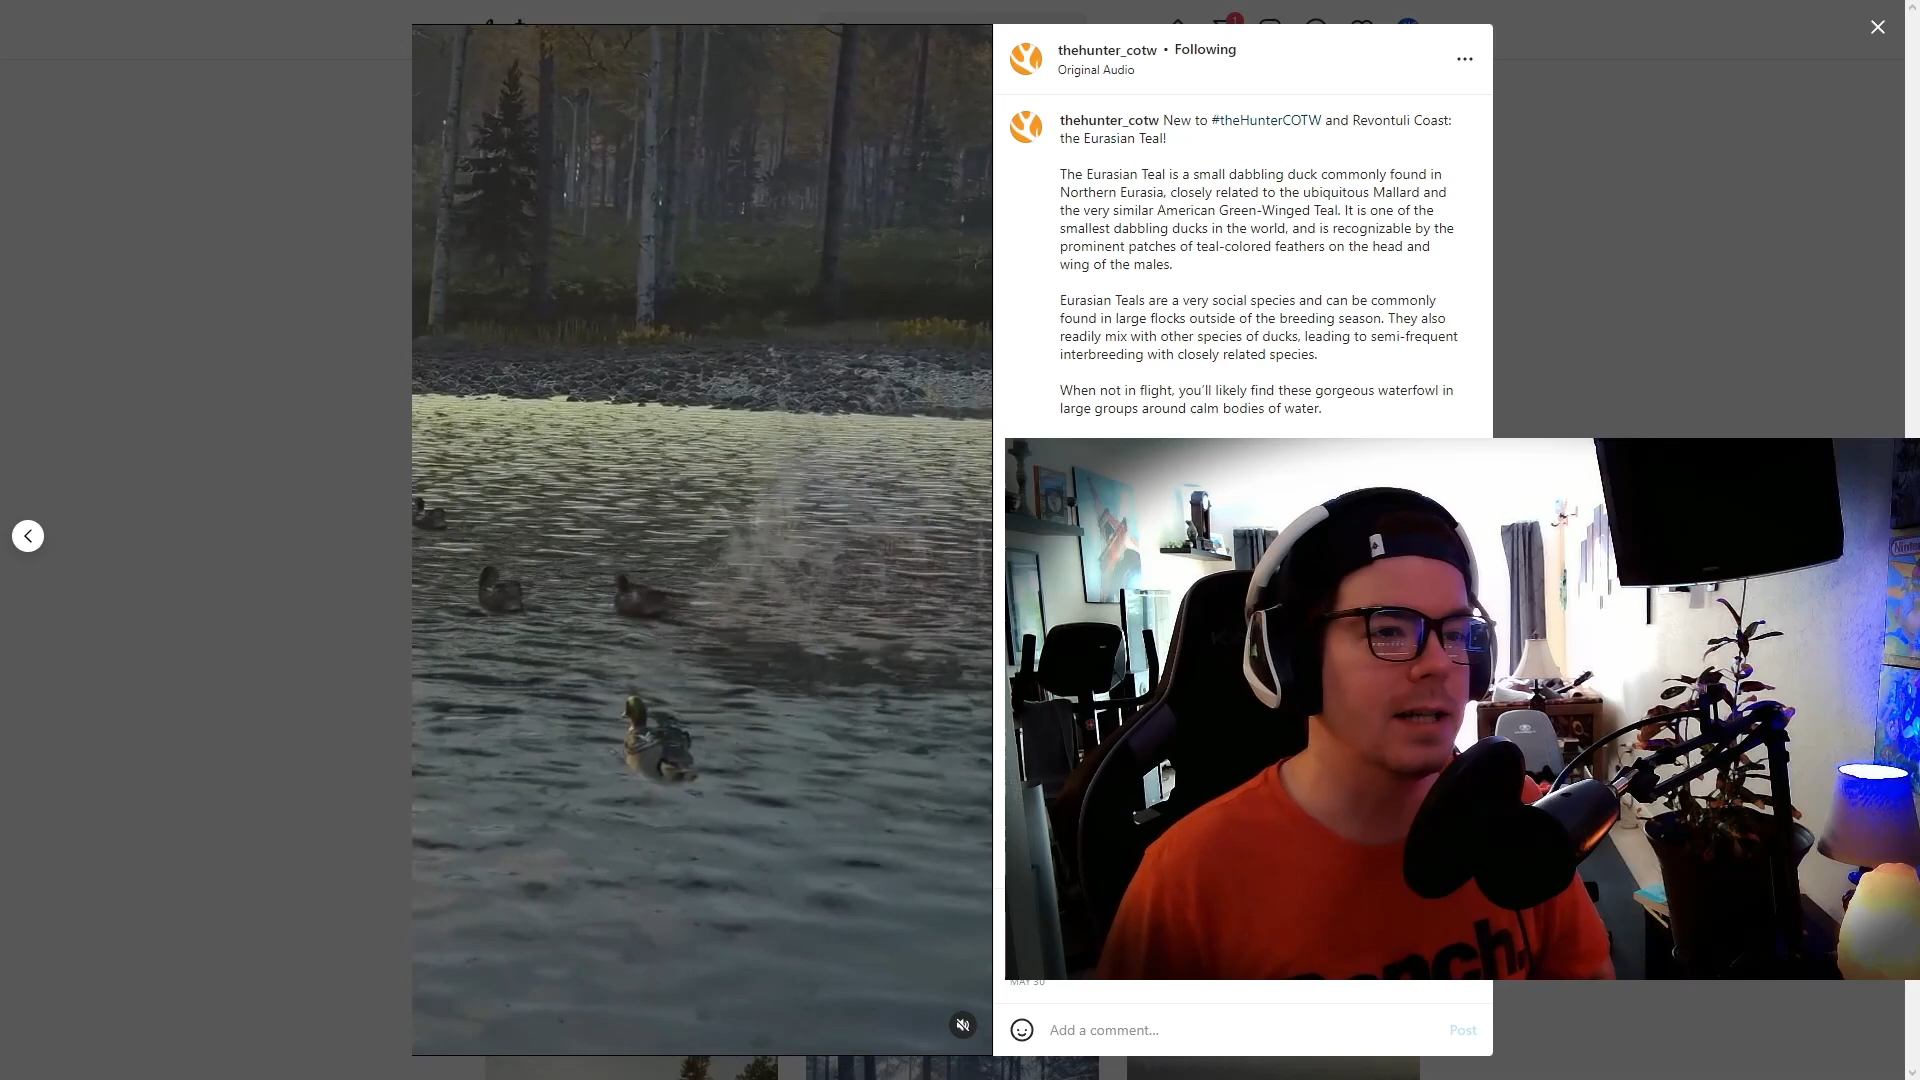 1
thehunter_cotw • Following
Original Audio
thehunter_cotw New to #theHunterCOTW and Revontuli Coast:
the Eurasian Teal!
The Eurasian Teal is a small dabbling duck commonly found in
Northern Eurasia, closely related to the ubiquitous Mallard and
the very similar American Green-Winged Teal. It is one of the
smallest dabbling ducks in the world, and is recognizable by the
prominent patches of teal-colored feathers on the head and
wing of the males.
Eurasian Teals are a very social species and can be commonly
found in large flocks outside of the breeding season. They also
readily mix with other species of ducks, leading to semi-frequent
interbreeding with closely related species.
When not in flight, you’ll likely find these gorgeous waterfowl in
large groups around calm bodies of water.
MAY 30
Add a comment...
Post